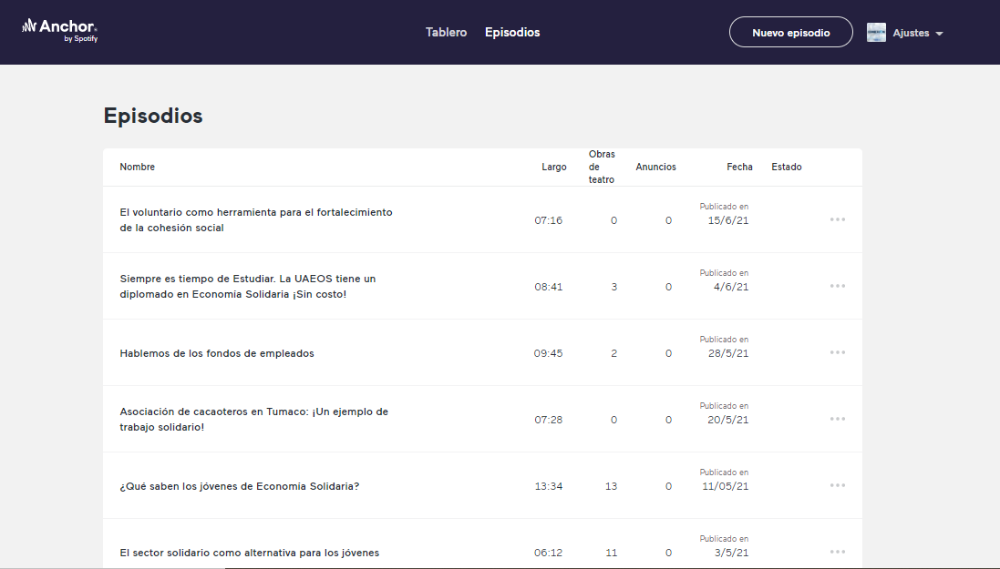 Anchor
by Spotify
Tablero
Episodios
Nuevo episodio
Ajustes
Episodios
Nombre
Largo
Obras
de
teatro
Anuncios
Fecha
Estado
El voluntario como herramienta para el fortalecimiento
de la cohesión social
07:16
0
0
Publicado en
15/6/21
Siempre es tiempo de Estudiar. La UAEOS tiene un
diplomado en Economía Solidaria ¡Sin costo!
08:41
3
0
Publicado en
4/6/21
Hablemos de los fondos de empleados
09:45
2
0
Publicado en
28/5/21
Asociación de cacaoteros en Tumaco: ¡Un ejemplo de
trabajo solidario!
07:28
0
0
Publicado en
20/5/21
¿Qué saben los jóvenes de Economía Solidaria?
13:34
13
0
Publicado en
11/05/21
El sector solidario como alternativa para los jóvenes
06:12
11
0
Publicado en
3/5/21